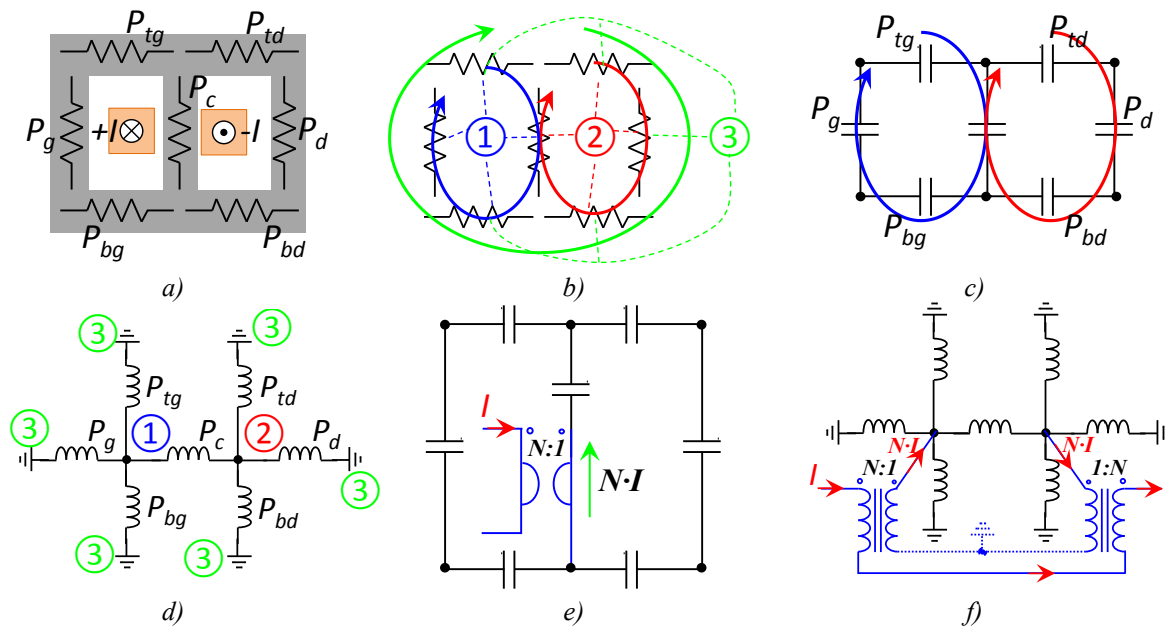 P_tg P_td
P_c
P_g +I -I P_d
P_bg P_bd
a)
1 2 3
b)
P_tg P_td
P_g P_d
P_bg P_bd
c)
3 3
P_tg P_td
3 P_g 1 P_c 2 P_d
3
P_bg P_bd
3 3
d)
I
N:1
N·I
e)
N·I N·I
I N:1 1:N
f)